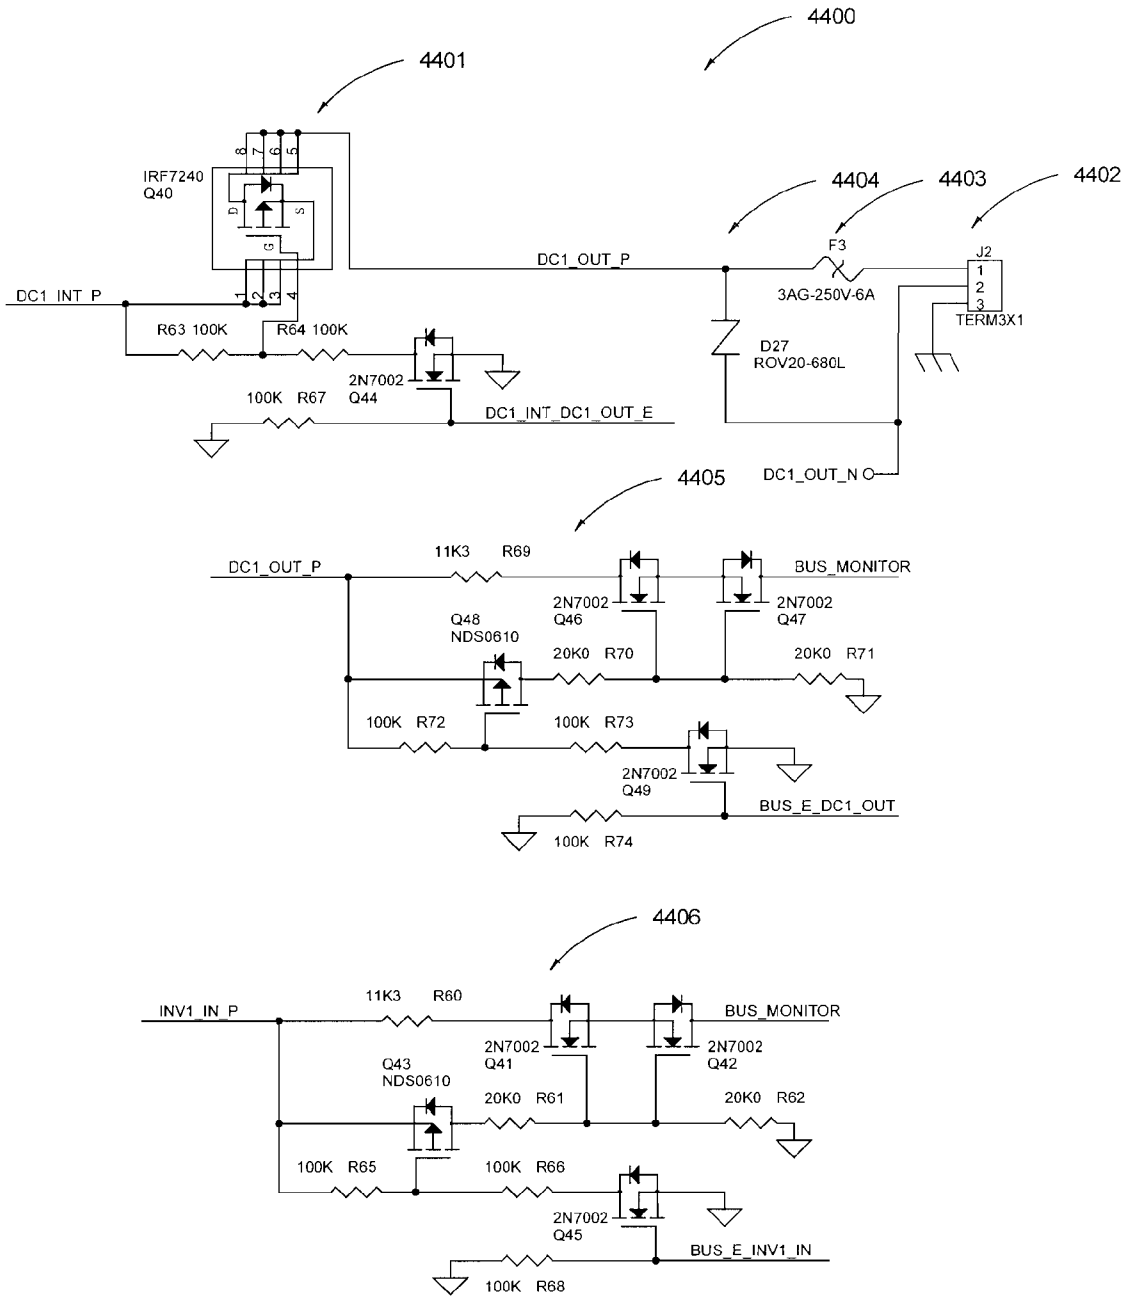 4400
4401
IRF7240
Q40
8 7 6 5
D S
G
1 2 3 4
DC1_INT_P
R63 100K
R64 100K
2N7002
Q44
100K R67
DC1_INT_DC1_OUT_E
4404
4403
4402
DC1_OUT_P
F3
3AG-250V-6A
J2
1
2
3
TERM3X1
D27
ROV20-680L
DC1_OUT_N
4405
DC1_OUT_P
11K3 R69
2N7002
Q46
2N7002
Q47
BUS_MONITOR
Q48
NDS0610
20K0 R70
20K0 R71
100K R72
100K R73
2N7002
Q49
BUS_E_DC1_OUT
100K R74
4406
INV1_IN_P
11K3 R60
2N7002
Q41
2N7002
Q42
BUS_MONITOR
Q43
NDS0610
20K0 R61
20K0 R62
100K R65
100K R66
2N7002
Q45
BUS_E_INV1_IN
100K R68